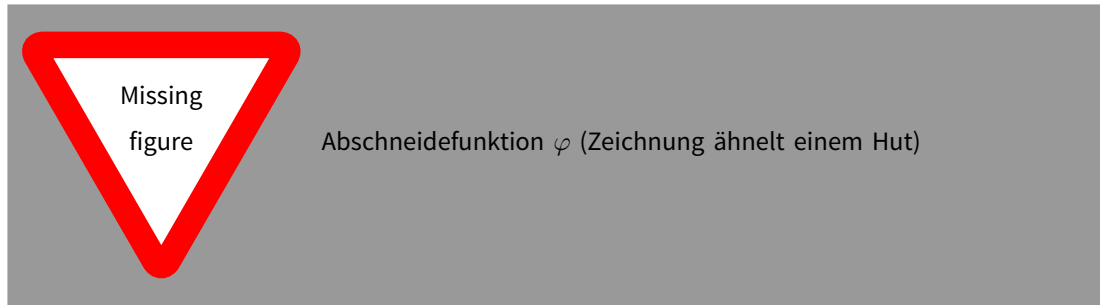 Missing
figure
Abschneidefunktion φ (Zeichnung ähnelt einem Hut)